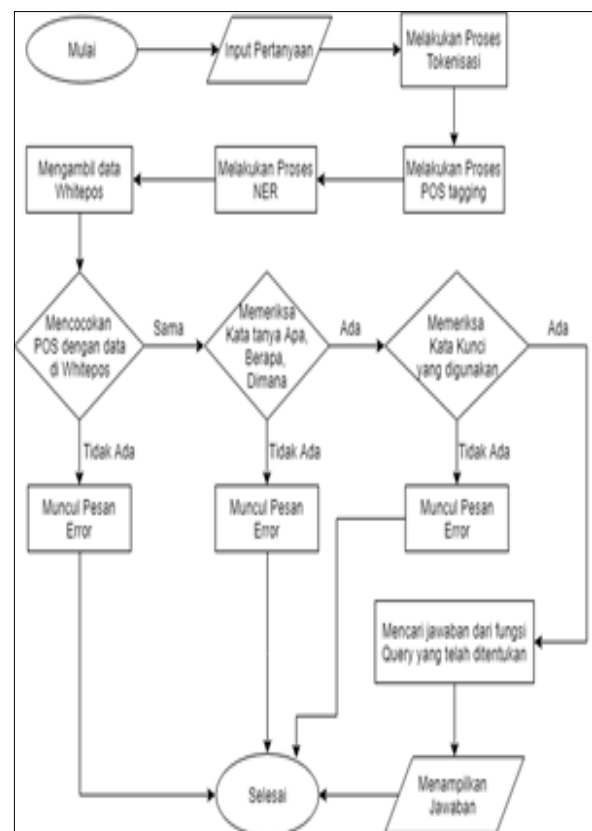 Mulai
Input Pertanyaan
Melakukan Proses
Tokenisasi
Mengambil data
Whitepos
Melakukan Proses
NER
Melakukan Proses
POS tagging
Mencocokan
POS dengan data
di Whitepos
Sama
Memeriksa
Kata tanya Apa,
Berapa,
Dimana
Ada
Memeriksa
Kata Kunci
yang digunakan
Ada
Tidak Ada
Tidak Ada
Tidak Ada
Muncul Pesan
Error
Muncul Pesan
Error
Muncul Pesan
Error
Mencari jawaban dari fungsi
Query yang telah ditentukan
Selesai
Menampilkan
Jawaban